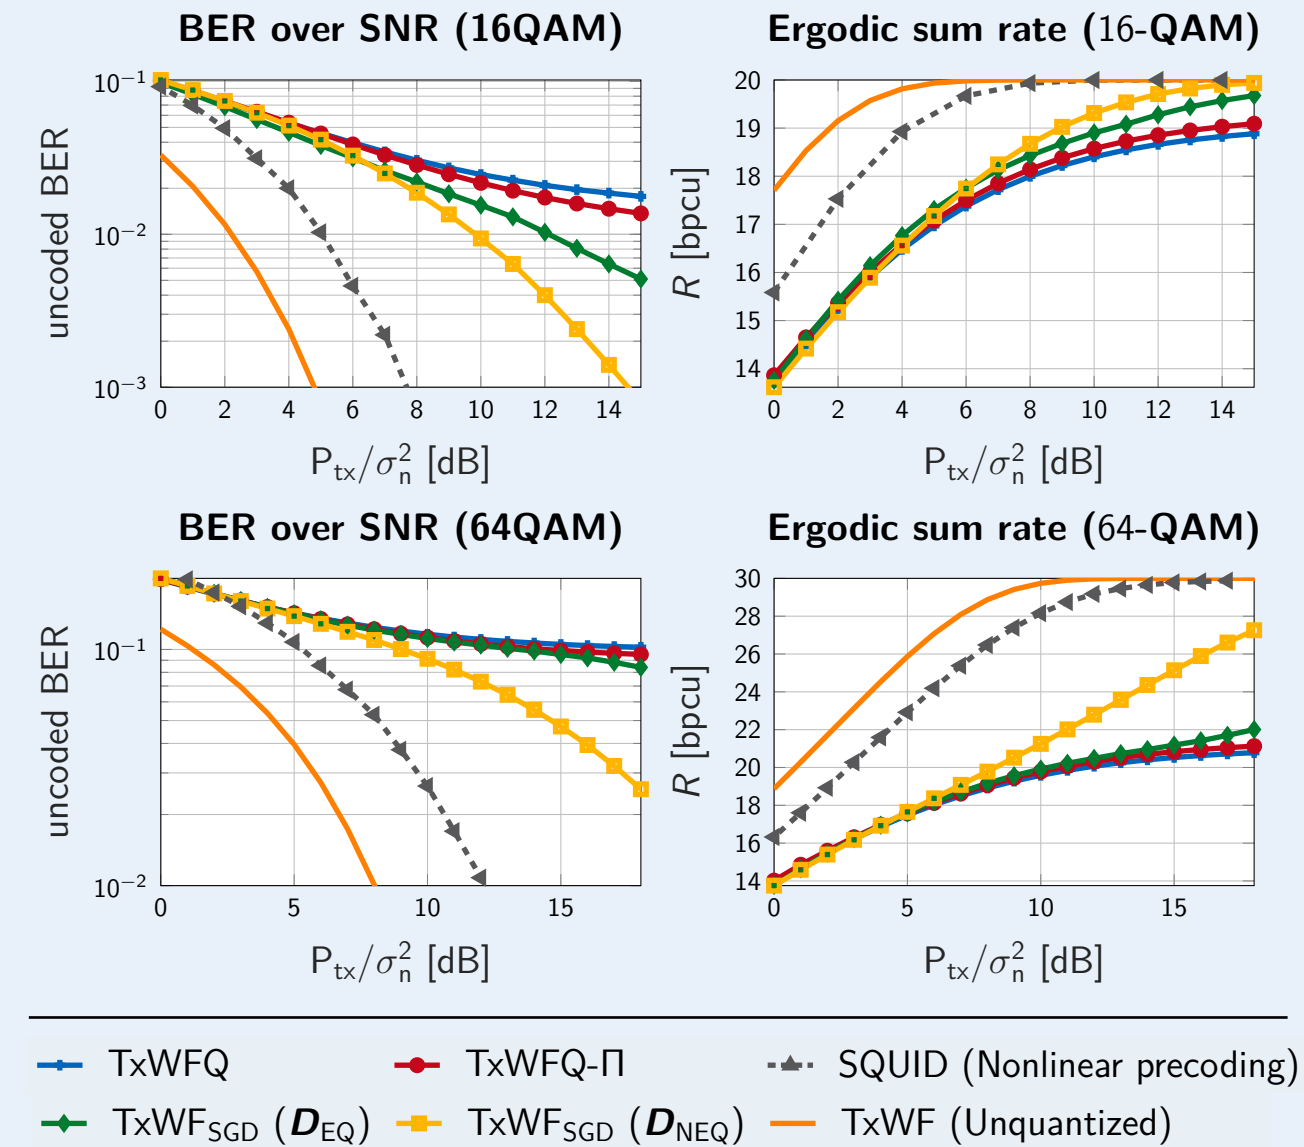 BER over SNR (16QAM)
Ergodic sum rate (16-QAM)
uncoded BER
10⁻¹
10⁻²
10⁻³
0 2 4 6 8 10 12 14
P_tx/σ_n^2 [dB]
R [bpcu]
20
19
18
17
16
15
14
0 2 4 6 8 10 12 14
P_tx/σ_n^2 [dB]
BER over SNR (64QAM)
Ergodic sum rate (64-QAM)
uncoded BER
10⁻¹
10⁻²
0 5 10 15
P_tx/σ_n^2 [dB]
R [bpcu]
30
28
26
24
22
20
18
16
14
0 5 10 15
P_tx/σ_n^2 [dB]
TxWFQ
TxWFQ-Π
SQUID (Nonlinear precoding)
TxWF_SGD (D_EQ)
TxWF_SGD (D_NEQ)
TxWF (Unquantized)